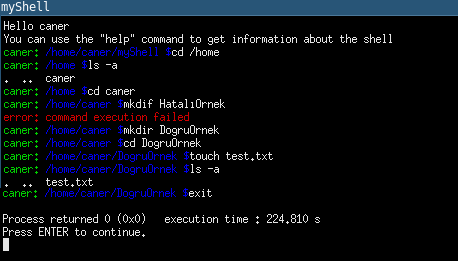 myShell
Hello caner
You can use the "help" command to get information about the shell
caner: /home/caner/myShell $cd /home
caner: /home $ls -a
.  ..  caner
caner: /home $cd caner
caner: /home/caner $mkdif HatalıOrnek
error: command execution failed
caner: /home/caner $mkdir DogruOrnek
caner: /home/caner $cd DogruOrnek
caner: /home/caner/DogruOrnek $touch test.txt
caner: /home/caner/DogruOrnek $ls -a
.  ..  test.txt
caner: /home/caner/DogruOrnek $exit
Process returned 0 (0x0)   execution time : 224.810 s
Press ENTER to continue.